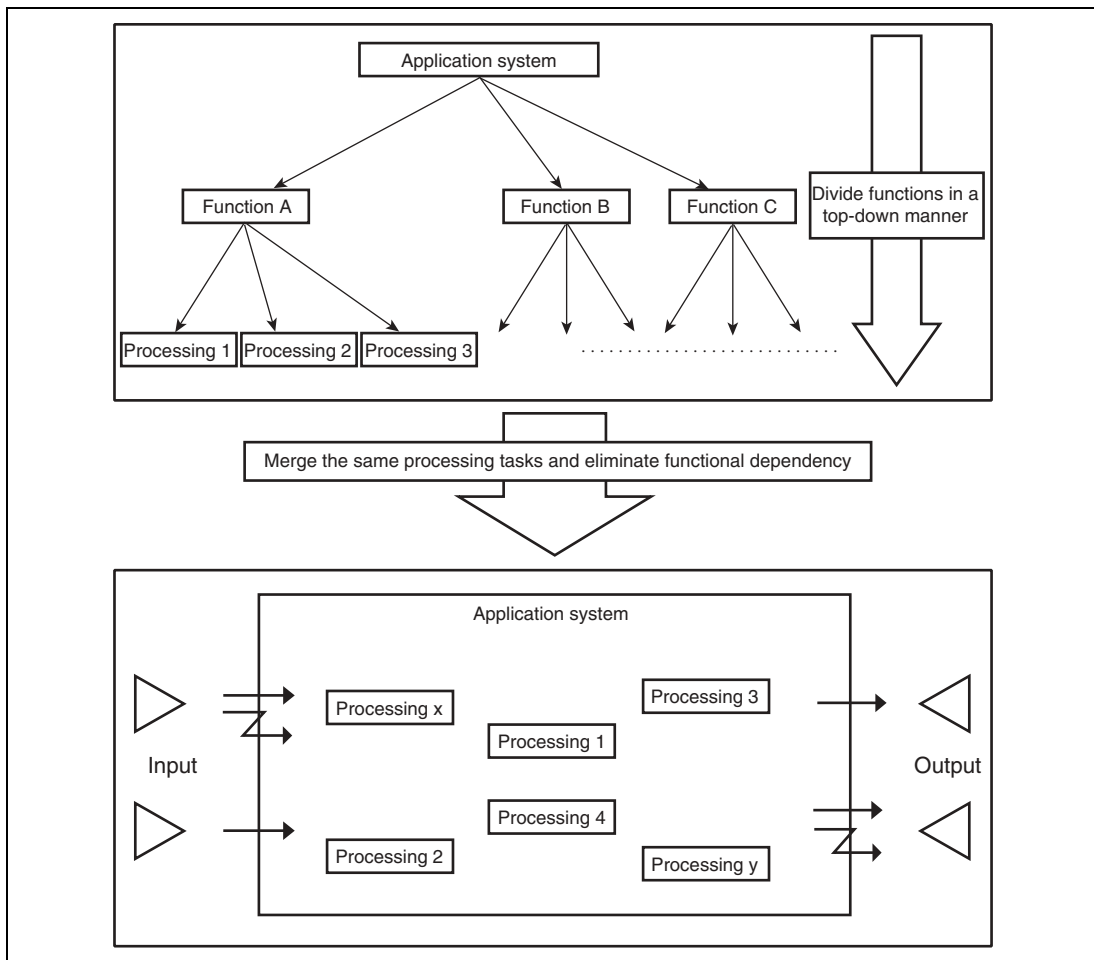 Application system
Function A
Function B
Function C
Divide functions in a
top-down manner
Processing 1
Processing 2
Processing 3
Merge the same processing tasks and eliminate functional dependency
Application system
Processing x
Processing 3
Processing 1
Input
Output
Processing 4
Processing 2
Processing y